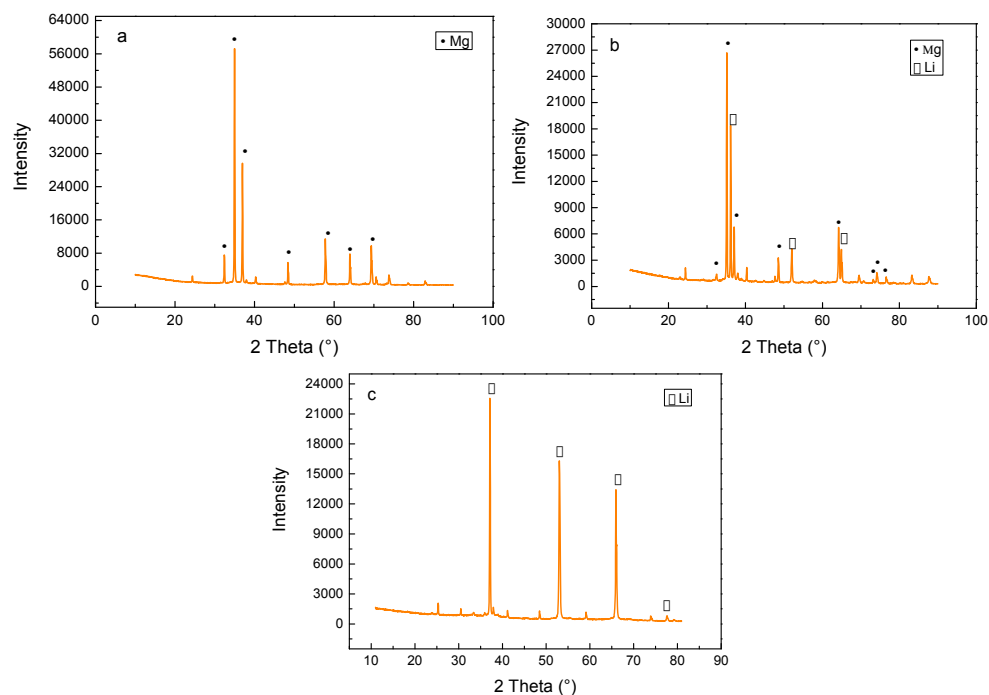 a
• Mg
64000
56000
48000
40000
32000
24000
16000
8000
0
Intensity
0 20 40 60 80 100
2 Theta (°)
b
• Mg
▯ Li
30000
27000
24000
21000
18000
15000
12000
9000
6000
3000
0
Intensity
0 20 40 60 80 100
2 Theta (°)
c
▯ Li
24000
21000
18000
15000
12000
9000
6000
3000
0
Intensity
10 20 30 40 50 60 70 80 90
2 Theta (°)